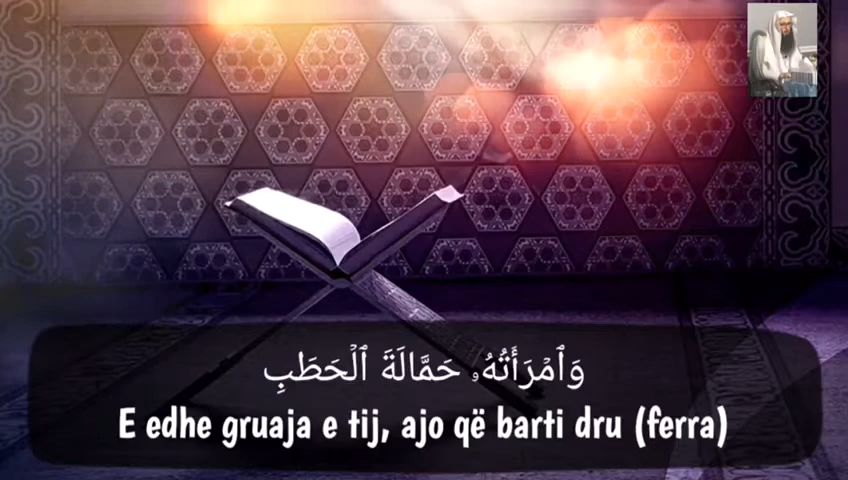 وَٱمْرَأَتُهُۥ حَمَّالَةَ ٱلْحَطَبِ
E edhe gruaja e tij, ajo që barti dru (ferra)